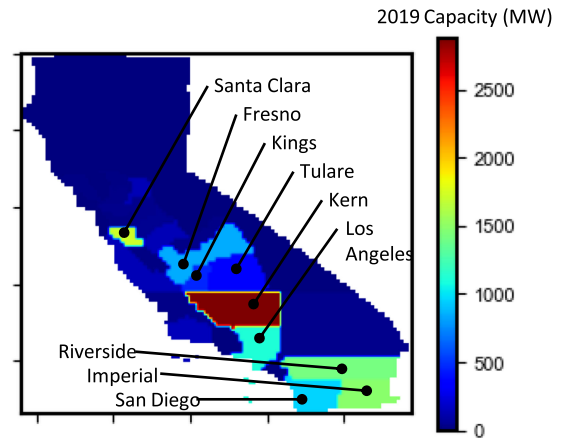 2019 Capacity (MW)
Santa Clara
Fresno
Kings
Tulare
Kern
Los
Angeles
Riverside
Imperial
San Diego
2500
2000
1500
1000
500
0